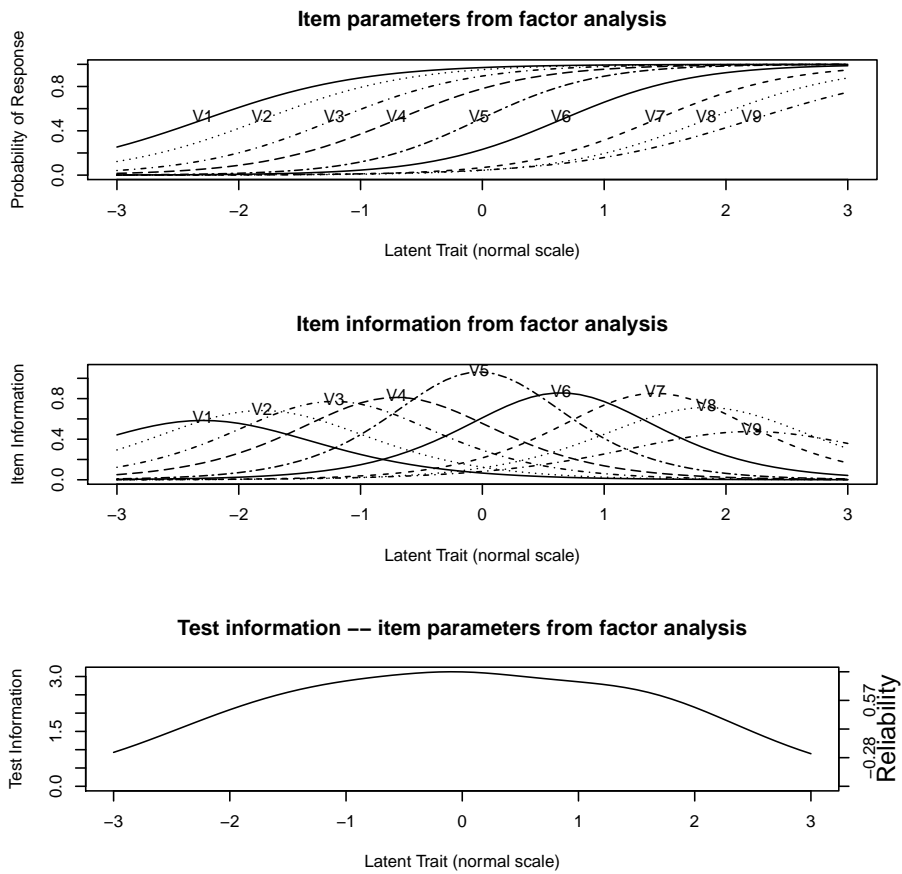 Item parameters from factor analysis
Probability of Response
0.0 0.4 0.8
V1 V2 V3 V4 V5 V6 V7 V8 V9
−3 −2 −1 0 1 2 3
Latent Trait (normal scale)
Item information from factor analysis
Item Information
0.0 0.4 0.8
V1 V2 V3 V4 V5 V6 V7 V8 V9
−3 −2 −1 0 1 2 3
Latent Trait (normal scale)
Test information −− item parameters from factor analysis
Test Information
0.0 1.5 3.0
−0.28 0.57
Reliability
−3 −2 −1 0 1 2 3
Latent Trait (normal scale)